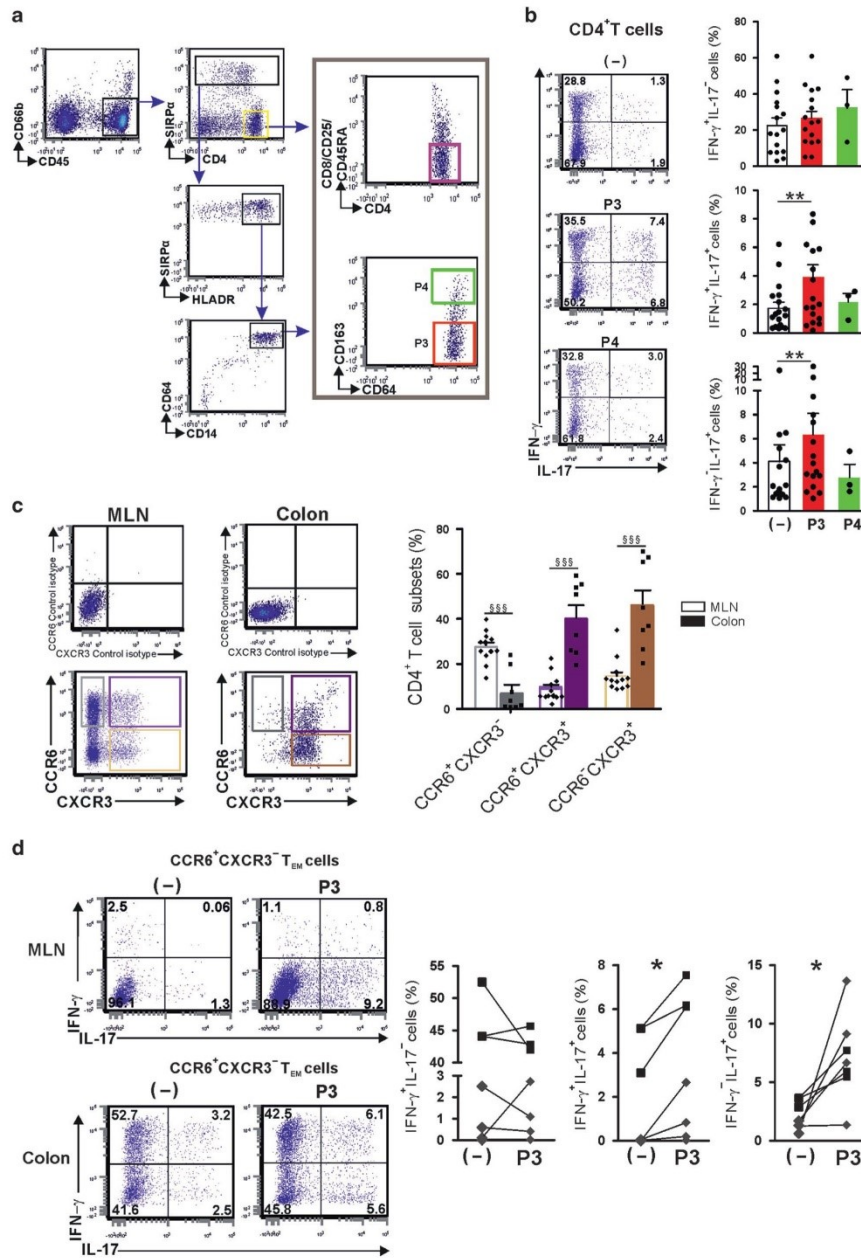 a
CD66b
CD45
SIRPα
CD4
CD8/CD25/
CD45RA
CD4
SIRPα
HLADR
P4
P3
CD163
CD64
CD64
CD14
b
CD4⁺T cells
(−)
28.8 1.3
67.9 1.9
P3
35.5 7.4
50.2 6.8
P4
32.8 3.0
61.8 2.4
IFN-γ
IL-17
IFN-γ⁺IL-17⁻ cells (%)
80
60
40
20
0
IFN-γ⁺IL-17⁺ cells (%)
**
10
8
6
4
2
0
IFN-γ⁻IL-17⁺ cells (%)
**
30
20
10
8
6
4
2
0
(−) P3 P4
c
MLN Colon
CCR6 Control isotype
CXCR3 Control isotype
CCR6 Control isotype
CXCR3 Control isotype
CCR6
CXCR3
CCR6
CXCR3
CD4⁺ T cell subsets (%)
80
60
40
20
0
§§§ §§§ §§§
MLN
Colon
CCR6⁺CXCR3⁻
CCR6⁺CXCR3⁺
CCR6⁻CXCR3⁺
d
CCR6⁺CXCR3⁻ TEM cells
(−) P3
MLN
2.5 0.06 1.1 0.8
96.1 1.3 88.9 9.2
IFN-γ
IL-17
CCR6⁺CXCR3⁻ TEM cells
(−) P3
Colon
52.7 3.2 42.5 6.1
41.6 2.5 45.8 5.6
IFN-γ
IL-17
IFN-γ⁺IL-17⁻ cells (%)
55
50
45
40
3
2
1
0
(−) P3
IFN-γ⁺IL-17⁺ cells (%)
*
8
6
4
2
0
(−) P3
IFN-γ⁻IL-17⁺ cells (%)
*
15
10
5
0
(−) P3